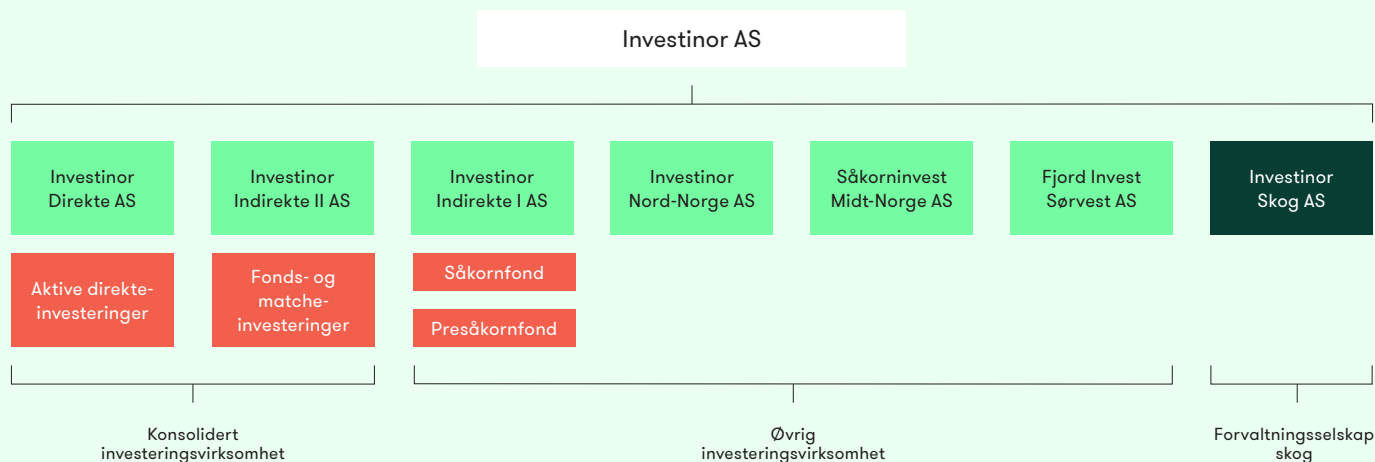 Investinor AS
Investinor
Direkte AS
Investinor
Indirekte II AS
Investinor
Indirekte I AS
Investinor
Nord-Norge AS
Såkorninvest
Midt-Norge AS
Fjord Invest
Sørvest AS
Investinor
Skog AS
Aktive direkte-
investeringer
Fonds- og
matche-
investeringer
Såkornfond
Presåkornfond
Konsolidert
investeringsvirksomhet
Øvrig
investeringsvirksomhet
Forvaltningsselskap
skog